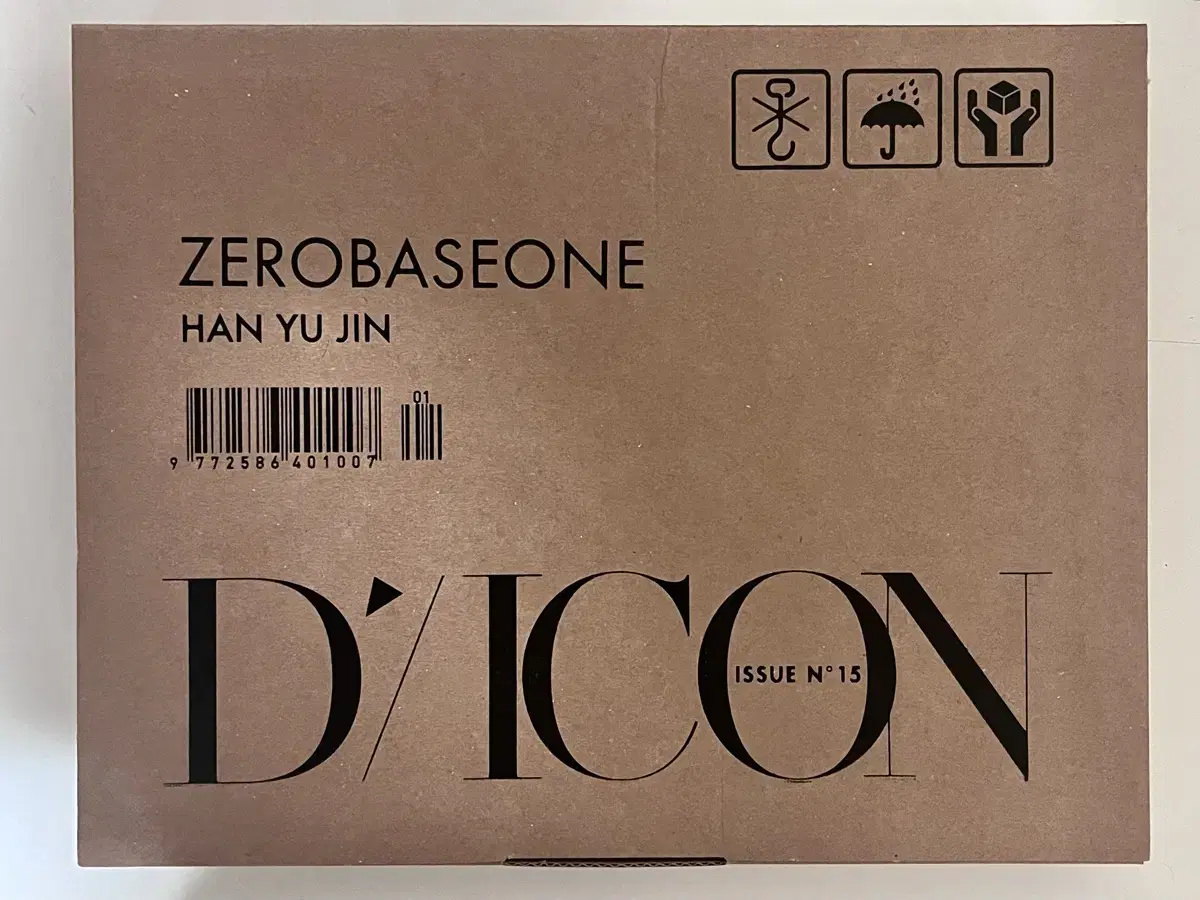 ZEROBASEONE
HAN YU JIN
01
9 772586 401007
D'/ICON
ISSUE N°15